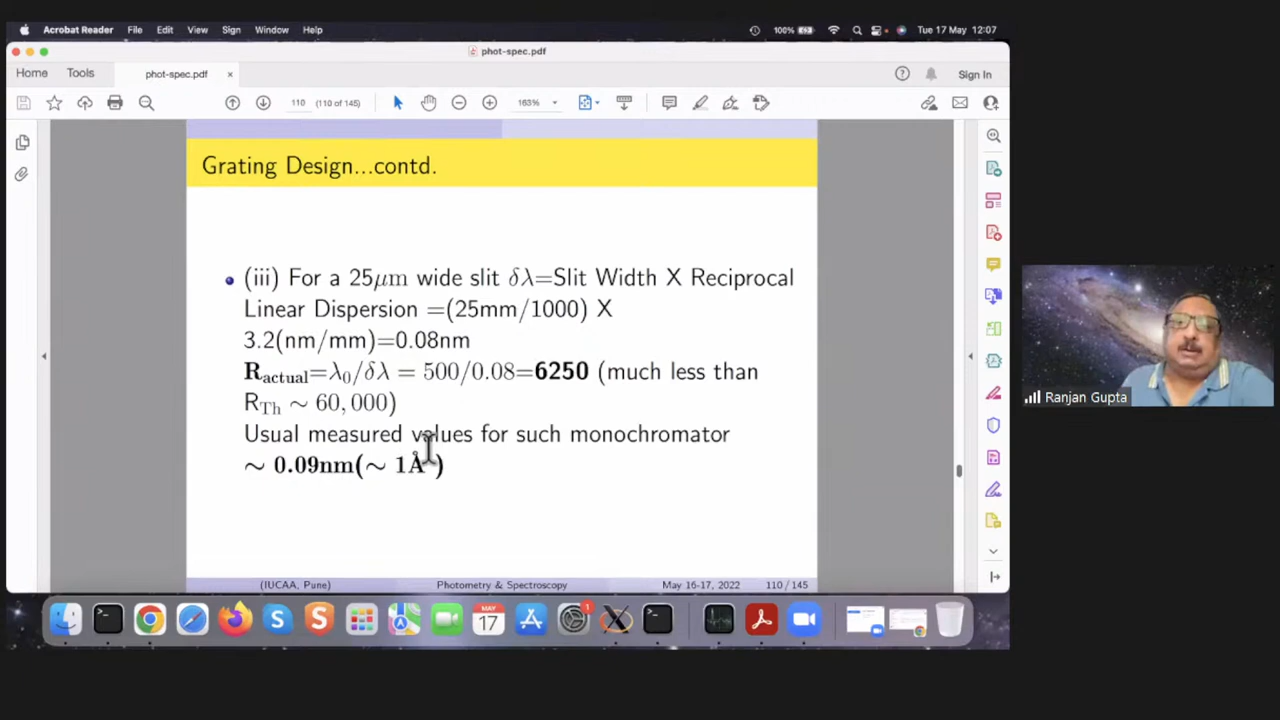 Acrobat Reader File Edit View Sign Window Help 100% Tue 17 May 12:07
phot-spec.pdf
Home Tools phot-spec.pdf × Sign In
110 (110 of 145) 163%
Grating Design...contd.
(iii) For a 25μm wide slit δλ=Slit Width X Reciprocal
Linear Dispersion =(25mm/1000) X
3.2(nm/mm)=0.08nm
R_actual=λ₀/δλ = 500/0.08=6250 (much less than
R_Th ∼ 60,000)
Usual measured values for such monochromator
∼ 0.09nm(∼ 1Å )
(IUCAA, Pune) Photometry & Spectroscopy May 16-17, 2022 110 / 145
Ranjan Gupta
MAY
17
1